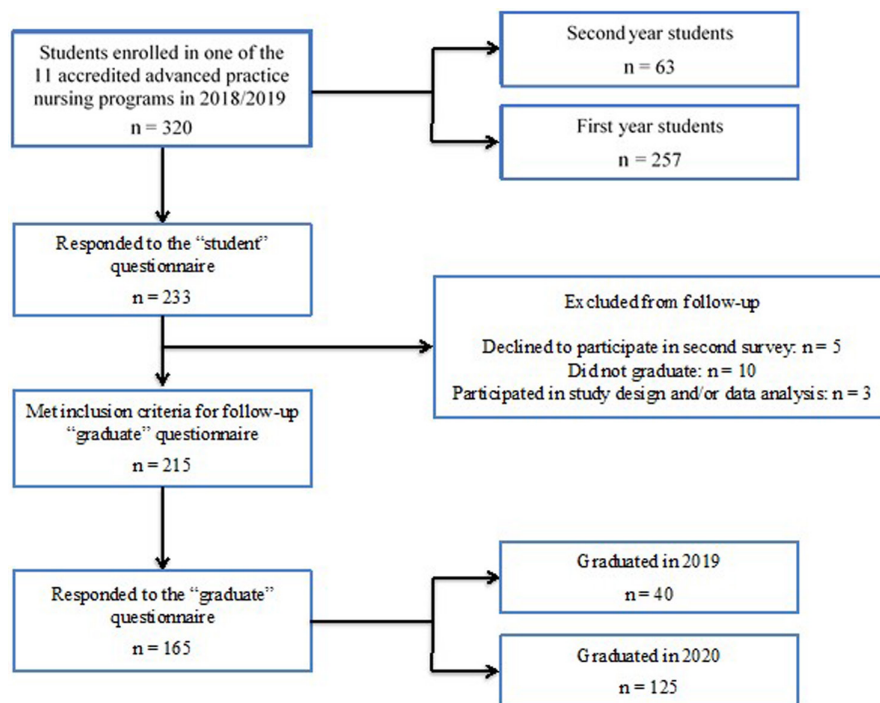 Students enrolled in one of the
11 accredited advanced practice
nursing programs in 2018/2019
n = 320
Second year students
n = 63
First year students
n = 257
Responded to the “student”
questionnaire
n = 233
Excluded from follow-up
Declined to participate in second survey: n = 5
Did not graduate: n = 10
Participated in study design and/or data analysis: n = 3
Met inclusion criteria for follow-up
“graduate” questionnaire
n = 215
Responded to the “graduate”
questionnaire
n = 165
Graduated in 2019
n = 40
Graduated in 2020
n = 125